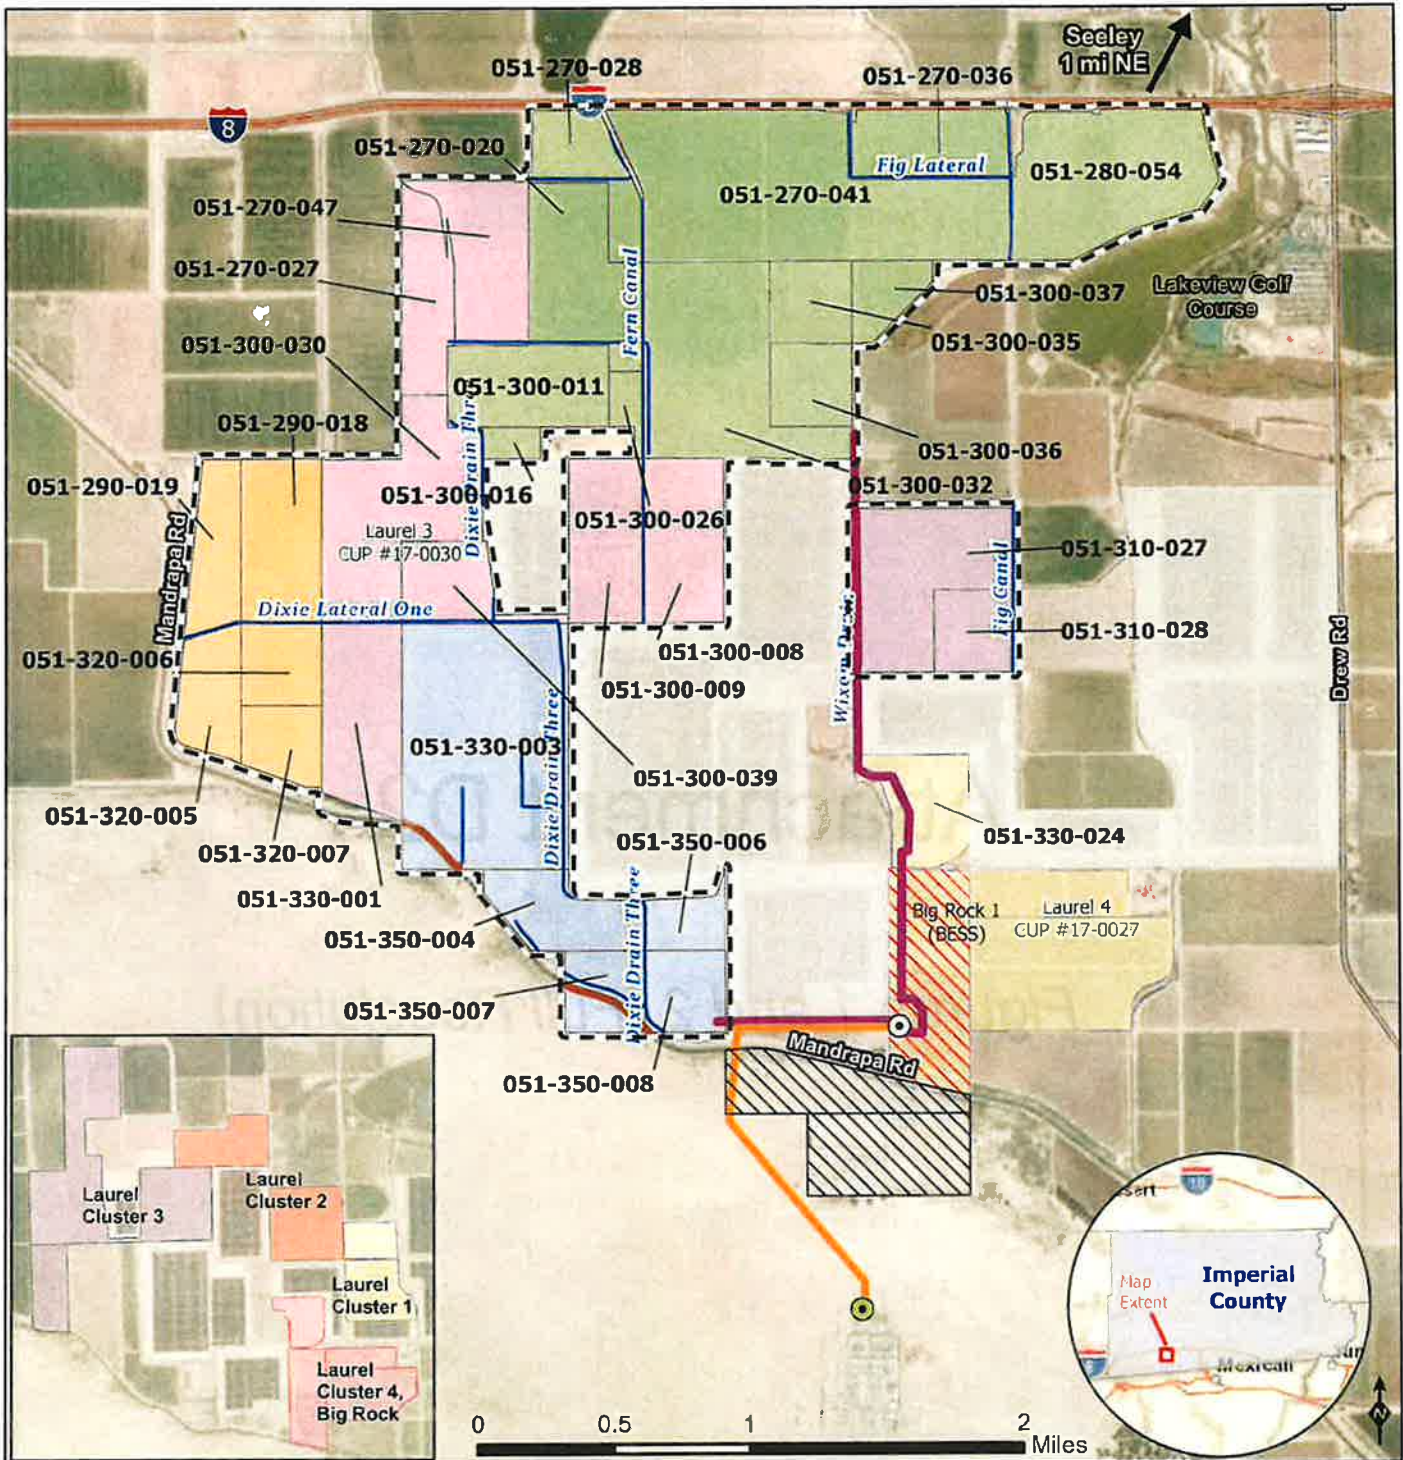 Seeley
1 mi NE
051-270-028
051-270-036
8
051-270-020
Fig Lateral
051-280-054
051-270-047
051-270-041
051-270-027
Fern Canal
051-300-037
Lakeview Golf
Course
051-300-030
051-300-035
051-300-011
051-290-018
051-300-036
051-290-019
051-300-016
051-300-032
Laurel 3
CUP #17-0030
051-300-026
Dixie Drain Three
051-310-027
Fig Canal
Mandrapa Rd
Dixie Lateral One
051-310-028
051-320-006
051-300-008
051-300-009
Wixom Drain
Drew Rd
051-330-003
Dixie Drain Three
051-300-039
051-320-005
051-330-024
051-320-007
051-350-006
051-330-001
Big Rock 1
(BESS)
Laurel 4
CUP #17-0027
051-350-004
Dixie Drain Three
051-350-007
Mandrapa Rd
051-350-008
Laurel
Cluster 3
Laurel
Cluster 2
Laurel
Cluster 1
Laurel
Cluster 4,
Big Rock
10
Imperial
County
Map
Extent
Mexicali
0
0.5
1
2
Miles
N